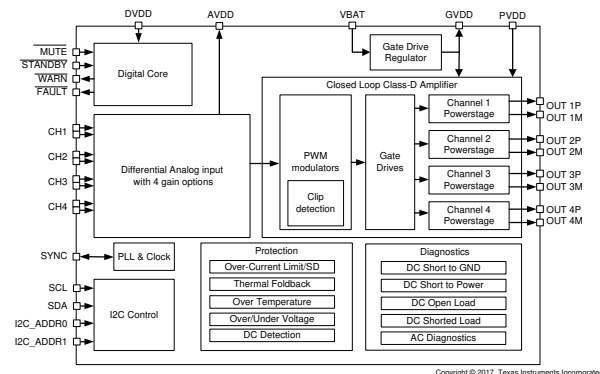 DVDD
AVDD
VBAT
GVDD
PVDD
MUTE
STANDBY
WARN
FAULT
Digital Core
Gate Drive
Regulator
Closed Loop Class-D Amplifier
CH1
CH2
CH3
CH4
Differential Analog input
with 4 gain options
PWM
modulators
Clip
detection
Gate
Drives
Channel 1
Powerstage
Channel 2
Powerstage
Channel 3
Powerstage
Channel 4
Powerstage
OUT 1P
OUT 1M
OUT 2P
OUT 2M
OUT 3P
OUT 3M
OUT 4P
OUT 4M
SYNC
PLL & Clock
SCL
SDA
I2C_ADDR0
I2C_ADDR1
I2C Control
Protection
Over-Current Limit/SD
Thermal Foldback
Over Temperature
Over/Under Voltage
DC Detection
Diagnostics
DC Short to GND
DC Short to Power
DC Open Load
DC Shorted Load
AC Diagnostics
Copyright © 2017, Texas Instruments Incorporated